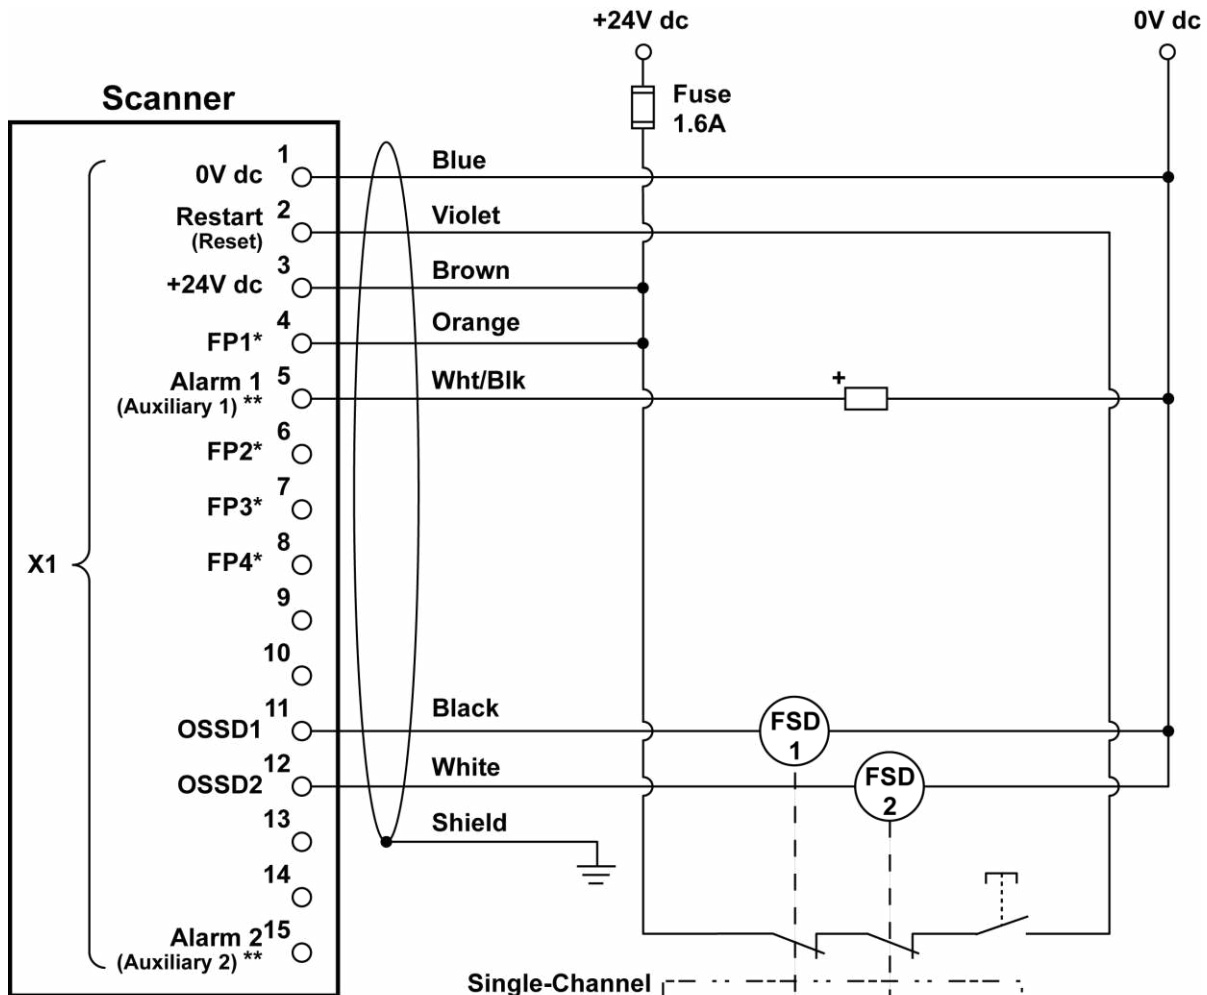 +24V dc
0V dc
Scanner
Fuse
1.6A
1
0V dc
Blue
Restart
(Reset)
2
Violet
+24V dc
3
Brown
FP1*
4
Orange
Alarm 1
(Auxiliary 1) **
5
Wht/Blk
+
FP2*
6
FP3*
7
FP4*
8
X1
9
10
OSSD1
11
Black
FSD
1
OSSD2
12
White
FSD
2
13
Shield
14
Alarm 2
(Auxiliary 2) **
15
Single-Channel